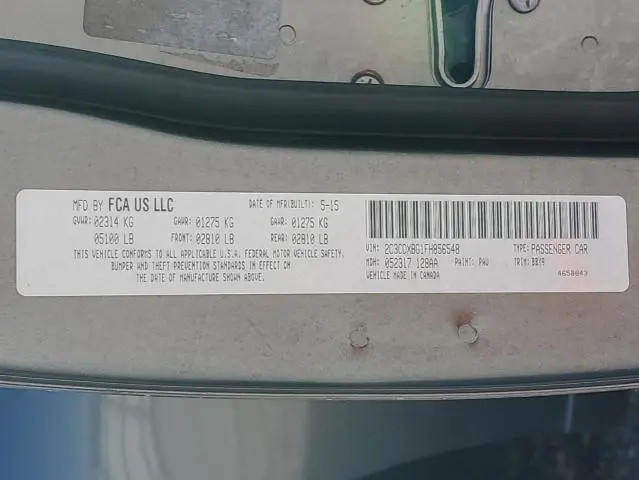 MFD BY FCA US LLC DATE OF MFR(BUILT): 5-15
GVWR:02314 KG GAWR: 01275 KG GAWR: 01275 KG
05100 LB FRONT: 02810 LB REAR: 02810 LB
THIS VEHICLE CONFORMS TO ALL APPLICABLE U.S.A. FEDERAL MOTOR VEHICLE SAFETY,
BUMPER AND THEFT PREVENTION STANDARDS IN EFFECT ON
THE DATE OF MANUFACTURE SHOWN ABOVE.
VIN: 2C3CDXBG1FH856548 TYPE: PASSENGER CAR
MDH: 052317 128AA PAINT: PAU TRIM:
VEHICLE MADE IN CANADA 4658043